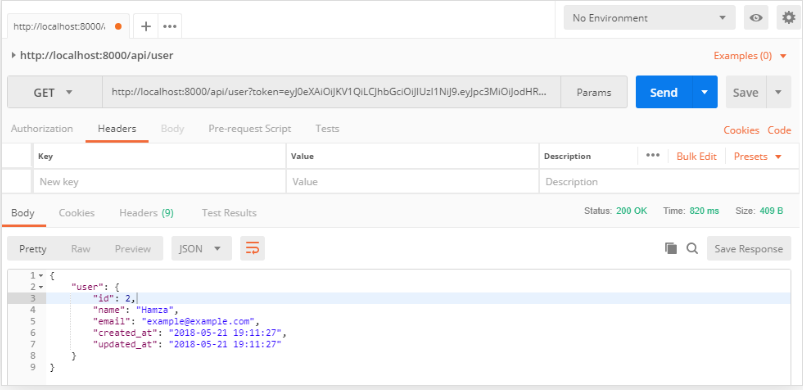 http://localhost:8000/a
No Environment
http://localhost:8000/api/user
Examples (0)
GET http://localhost:8000/api/user?token=eyJ0eXAiOiJKV1QiLCJhbGciOiJIUzI1NiJ9.eyJpc3MiOiJodHR... Params Send Save
Authorization Headers Body Pre-request Script Tests Cookies Code
Key Value Description ••• Bulk Edit Presets
New key Value Description
Body Cookies Headers (9) Test Results Status: 200 OK Time: 820 ms Size: 409 B
Pretty Raw Preview JSON Save Response
1 {
2 "user": {
3 "id": 2,
4 "name": "Hamza",
5 "email": "example@example.com",
6 "created_at": "2018-05-21 19:11:27",
7 "updated_at": "2018-05-21 19:11:27"
8 }
9 }